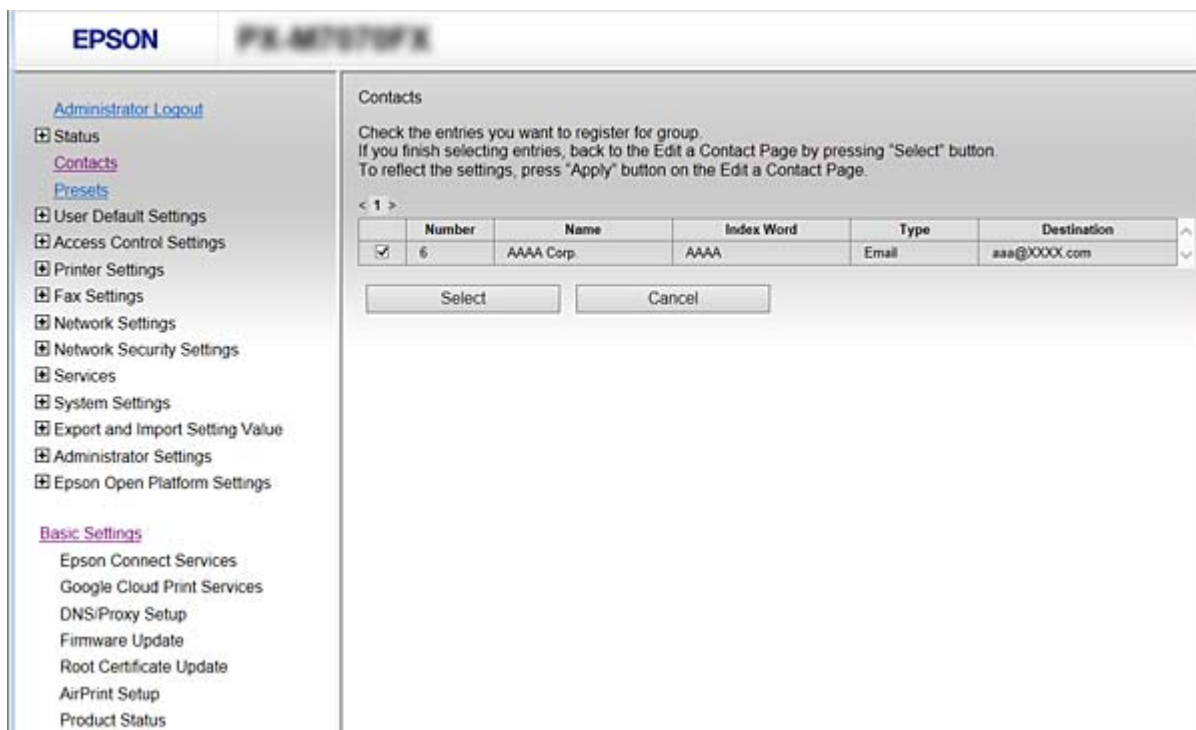 EPSON
Administrator Logout
Status
Contacts
Presets
User Default Settings
Access Control Settings
Printer Settings
Fax Settings
Network Settings
Network Security Settings
Services
System Settings
Export and Import Setting Value
Administrator Settings
Epson Open Platform Settings
Basic Settings
Epson Connect Services
Google Cloud Print Services
DNS/Proxy Setup
Firmware Update
Root Certificate Update
AirPrint Setup
Product Status
Contacts
Check the entries you want to register for group.
If you finish selecting entries, back to the Edit a Contact Page by pressing "Select" button.
To reflect the settings, press "Apply" button on the Edit a Contact Page.
< 1 >
Number Name Index Word Type Destination
6 AAAA Corp. AAAA Email aaa@XXXX.com
Select Cancel